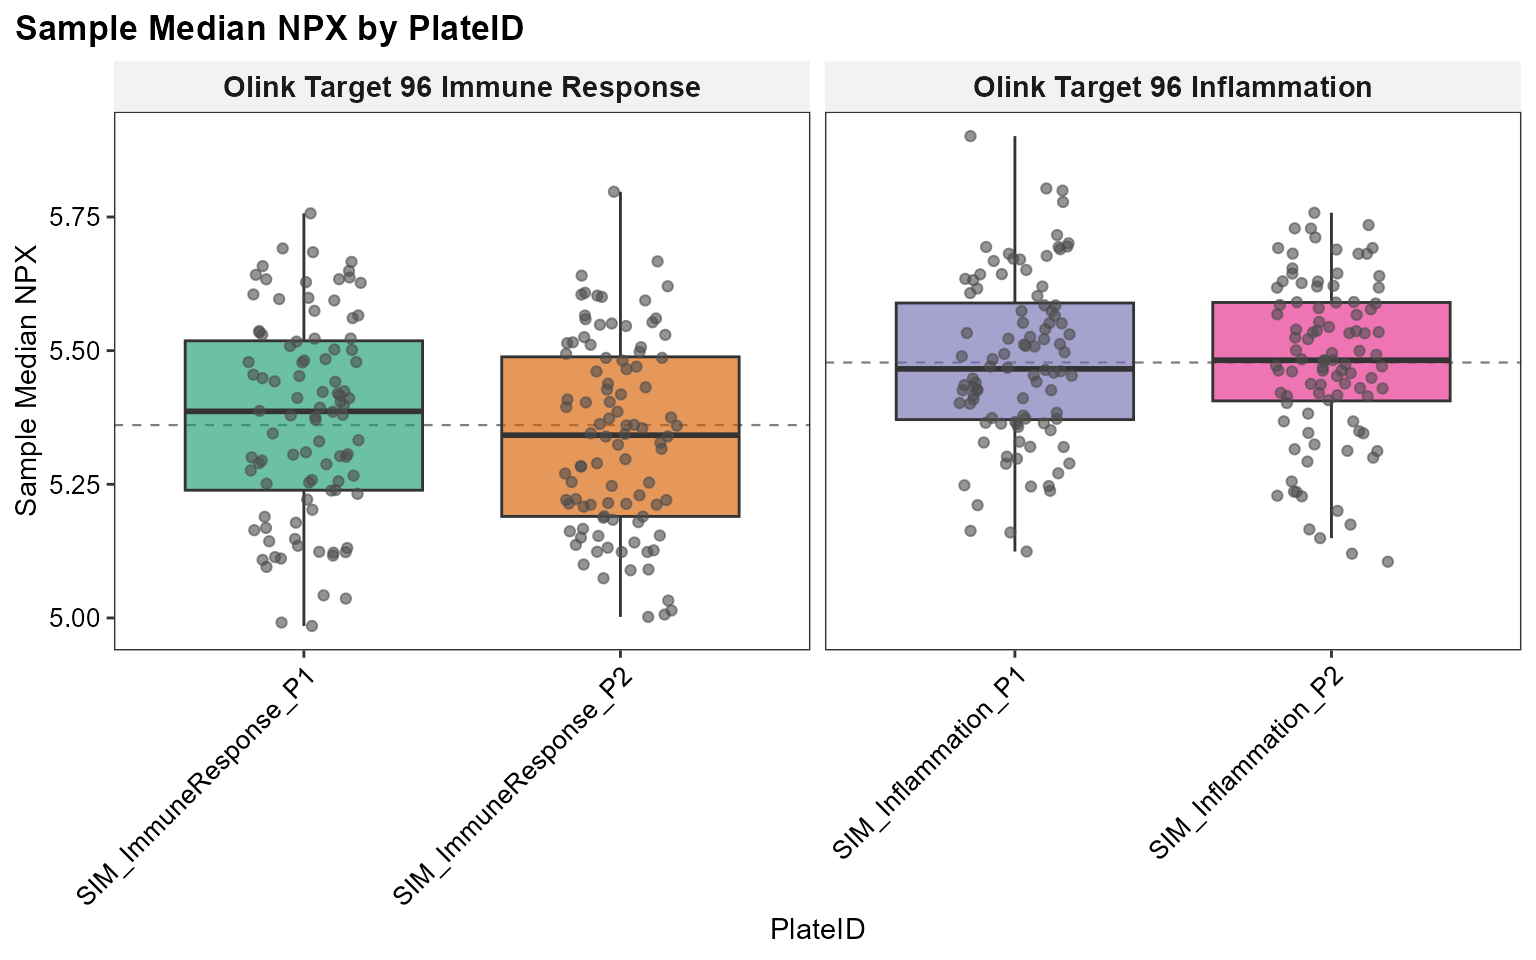 Sample Median NPX by PlateID
Olink Target 96 Immune Response
Olink Target 96 Inflammation
Sample Median NPX
5.75
5.50
5.25
5.00
SIM_ImmuneResponse_P1
SIM_ImmuneResponse_P2
SIM_Inflammation_P1
SIM_Inflammation_P2
PlateID